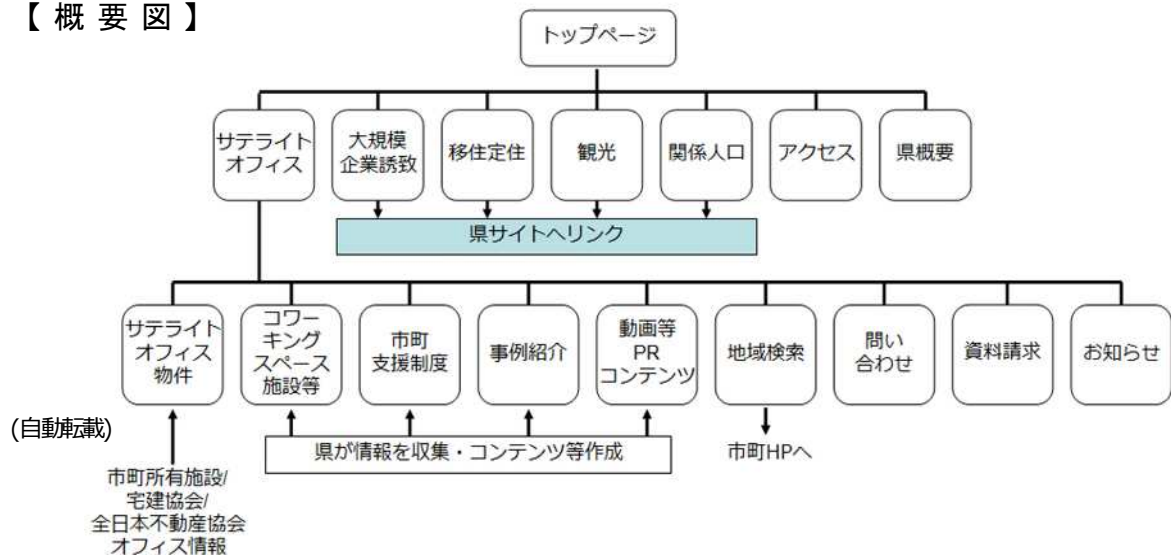 【概要図】
トップページ
サテライト
オフィス
大規模
企業誘致
移住定住
観光
関係人口
アクセス
県概要
県サイトへリンク
サテライト
オフィス
物件
コワー
キング
スペース
施設等
市町
支援制度
事例紹介
動画等
PR
コンテンツ
地域検索
問い
合わせ
資料請求
お知らせ
(自動転載)
県が情報を収集・コンテンツ等作成
市町HPへ
市町所有施設/
宅建協会/
全日本不動産協会
オフィス情報